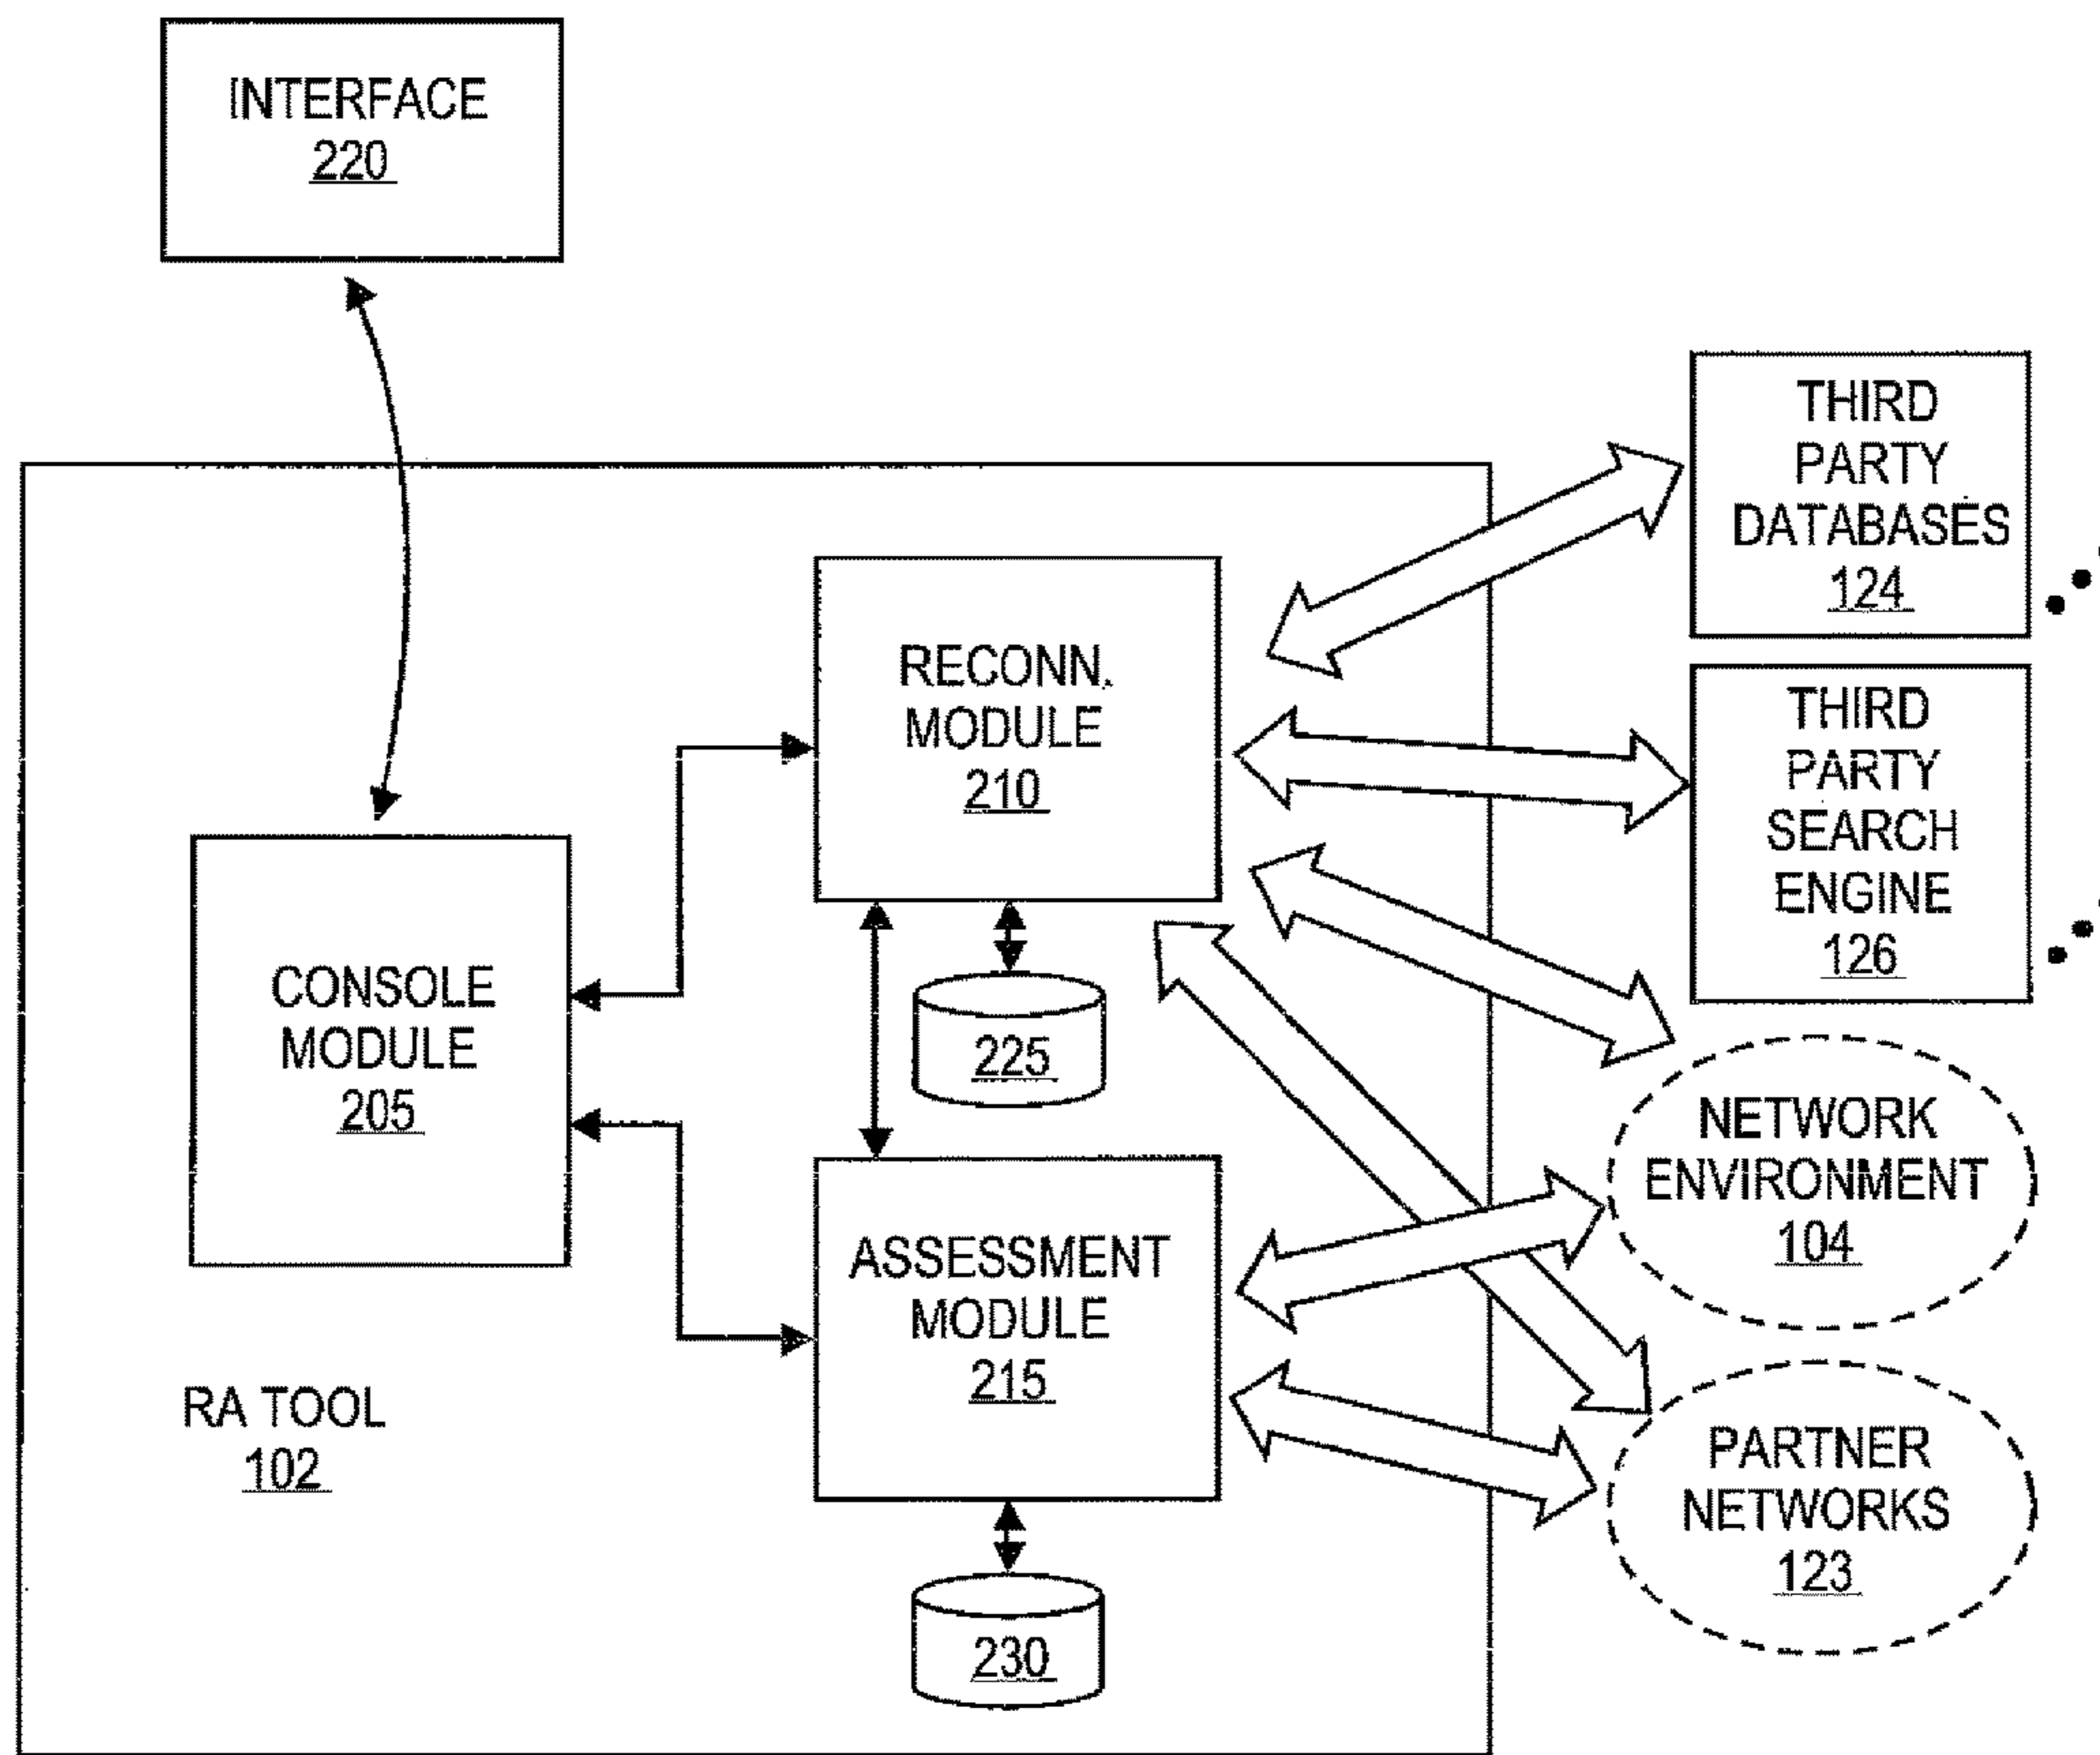 INTERFACE
220
THIRD
PARTY
DATABASES
124
RECONN.
MODULE
210
THIRD
PARTY
SEARCH
ENGINE
126
CONSOLE
MODULE
205
225
NETWORK
ENVIRONMENT
104
ASSESSMENT
MODULE
215
RA TOOL
102
PARTNER
NETWORKS
123
230